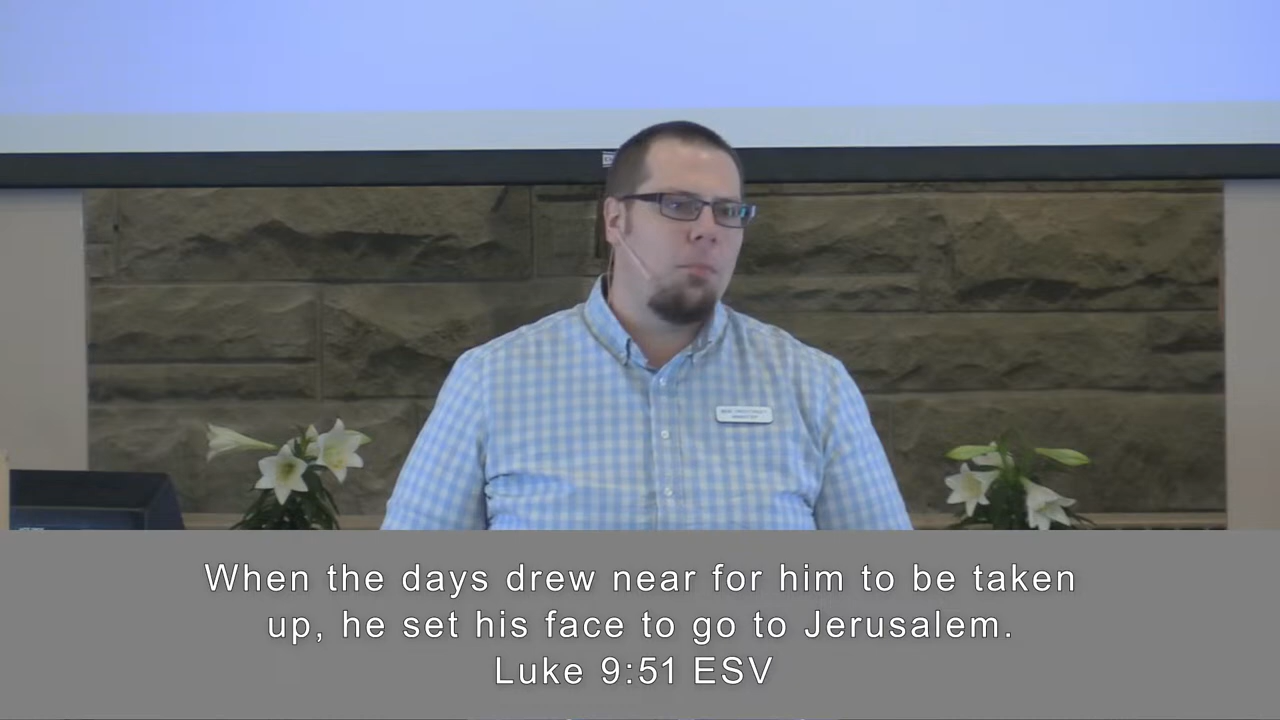 When the days drew near for him to be taken
up, he set his face to go to Jerusalem.
Luke 9:51 ESV